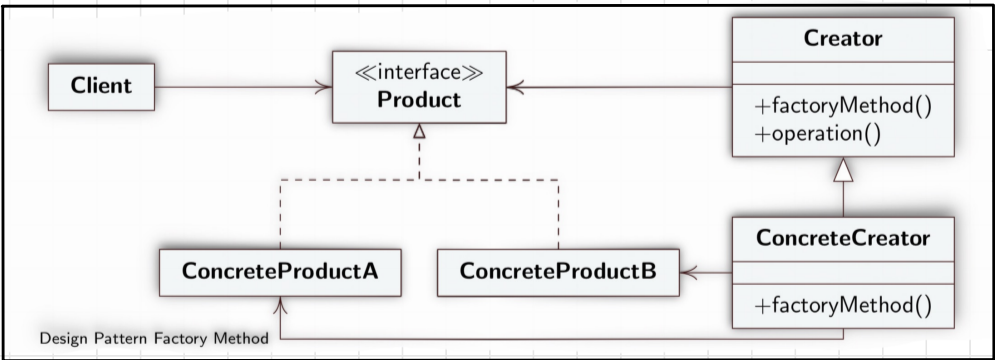 Client
≪interface≫
Product
Creator
+factoryMethod()
+operation()
ConcreteProductA
ConcreteProductB
ConcreteCreator
+factoryMethod()
Design Pattern Factory Method